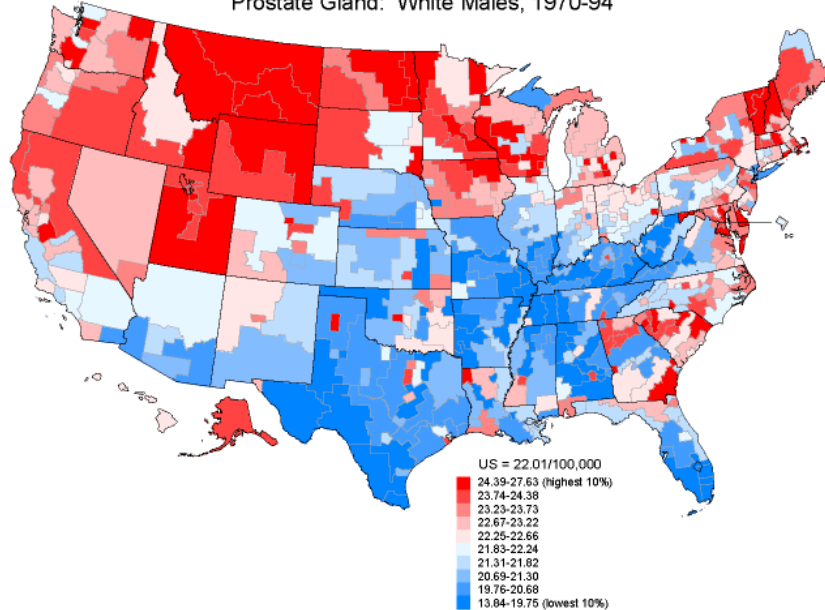 Prostate Gland: White Males, 1970-94
US = 22.01/100,000
24.39-27.63 (highest 10%)
23.74-24.38
23.23-23.73
22.67-23.22
22.25-22.66
21.83-22.24
21.31-21.82
20.69-21.30
19.76-20.68
13.84-19.75 (lowest 10%)